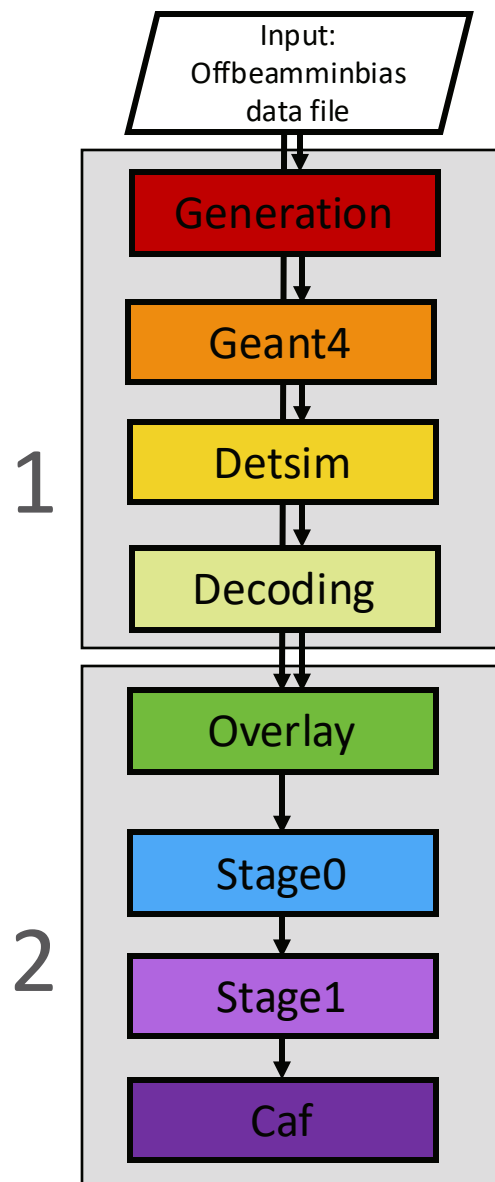 Input:
Offbeamminbias
data file
Generation
Geant4
Detsim
1
Decoding
Overlay
Stage0
2
Stage1
Caf